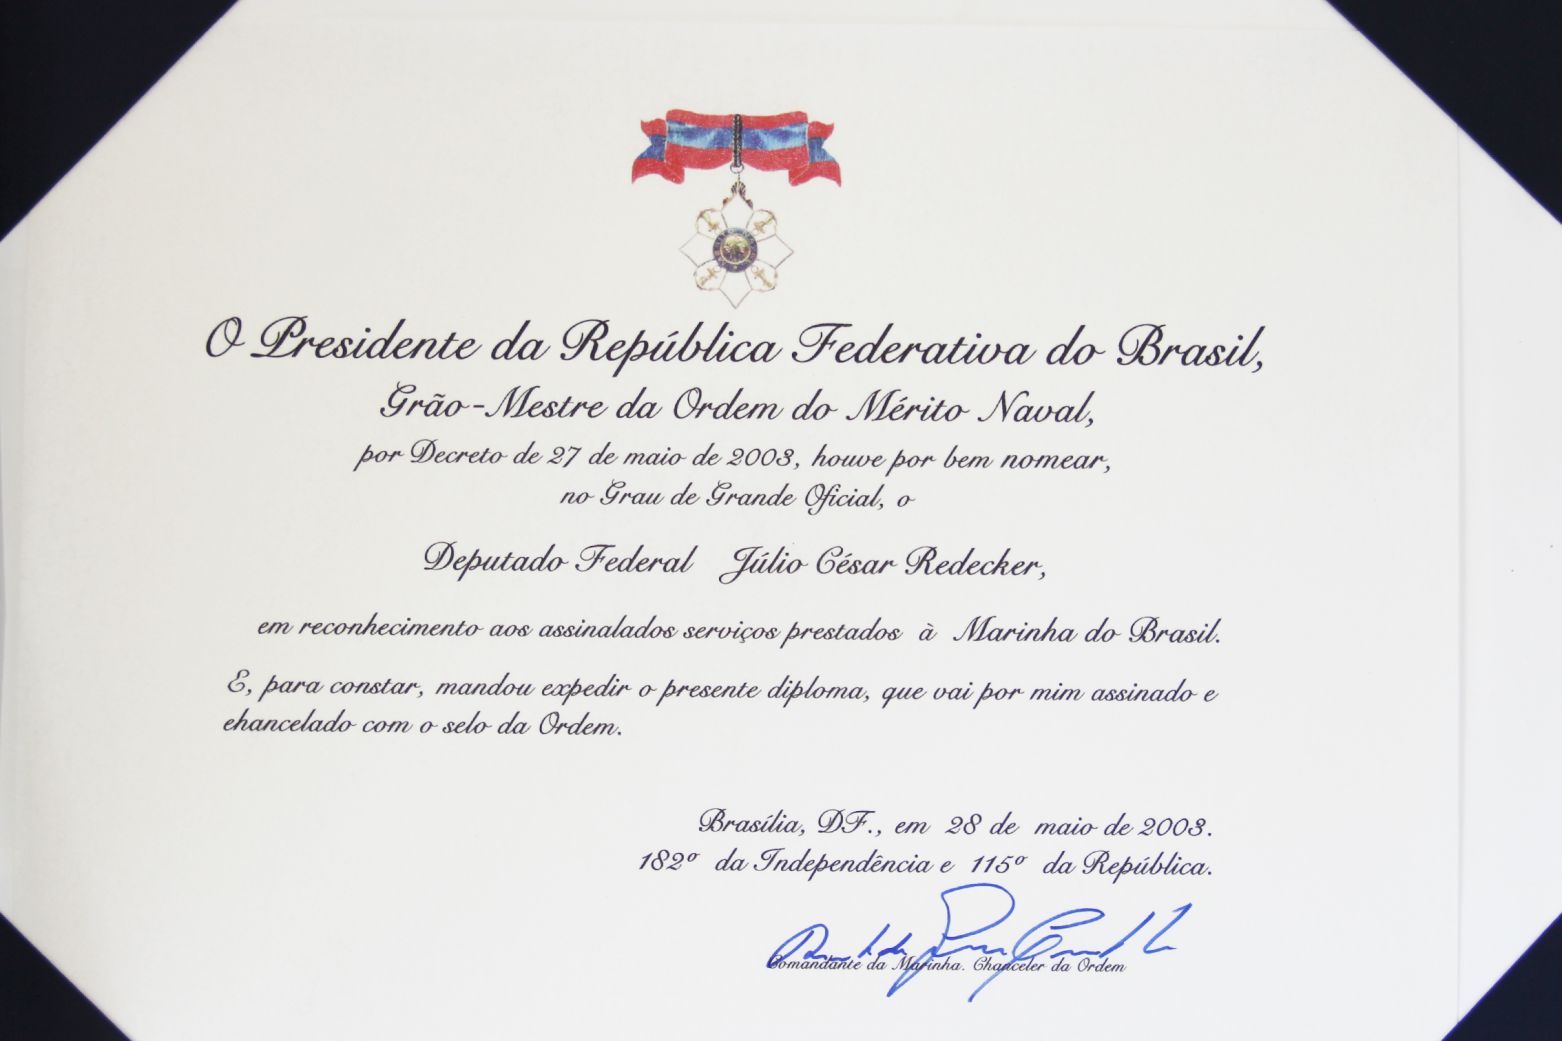 O Presidente da República Federativa do Brasil,
Grão-Mestre da Ordem do Mérito Naval,
por Decreto de 27 de maio de 2003, houve por bem nomear,
no Grau de Grande Oficial, o
Deputado Federal Júlio César Redecker,
em reconhecimento aos assinalados serviços prestados à Marinha do Brasil.
E, para constar, mandou expedir o presente diploma, que vai por mim assinado e
chancelado com o selo da Ordem.
Brasília, DF., em 28 de maio de 2003.
182º da Independência e 115º da República.
Comandante da Marinha. Chanceler da Ordem